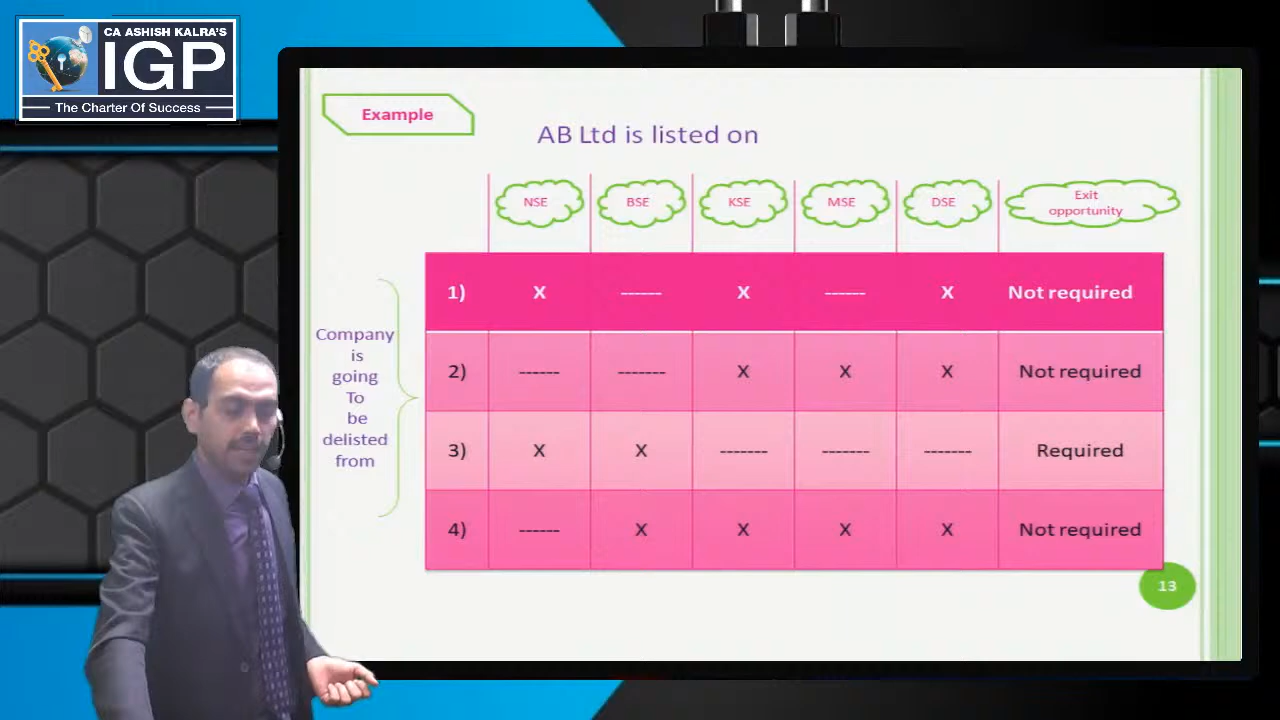 CA ASHISH KALRA'S
IGP
The Charter Of Success
Example
AB Ltd is listed on
NSE BSE KSE MSE DSE Exit
opportunity
Company
is
going
To
be
delisted
from
1) X ------ X ------ X Not required
2) ------ ------- X X X Not required
3) X X ------- ------- ------- Required
4) ------ X X X X Not required
13